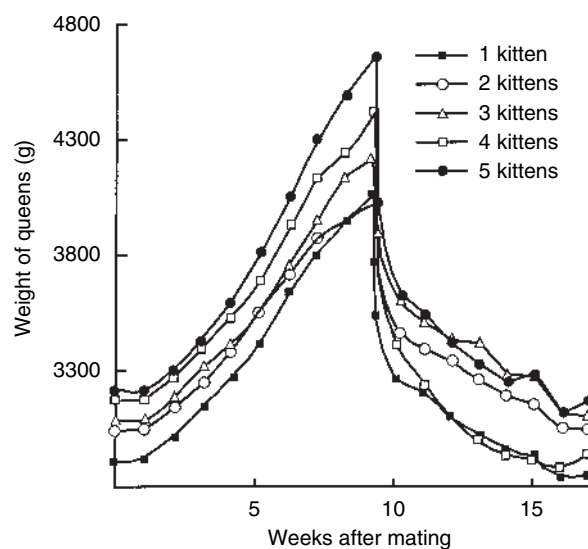 4800
4300
3800
3300
Weight of queens (g)
1 kitten
2 kittens
3 kittens
4 kittens
5 kittens
5
10
15
Weeks after mating